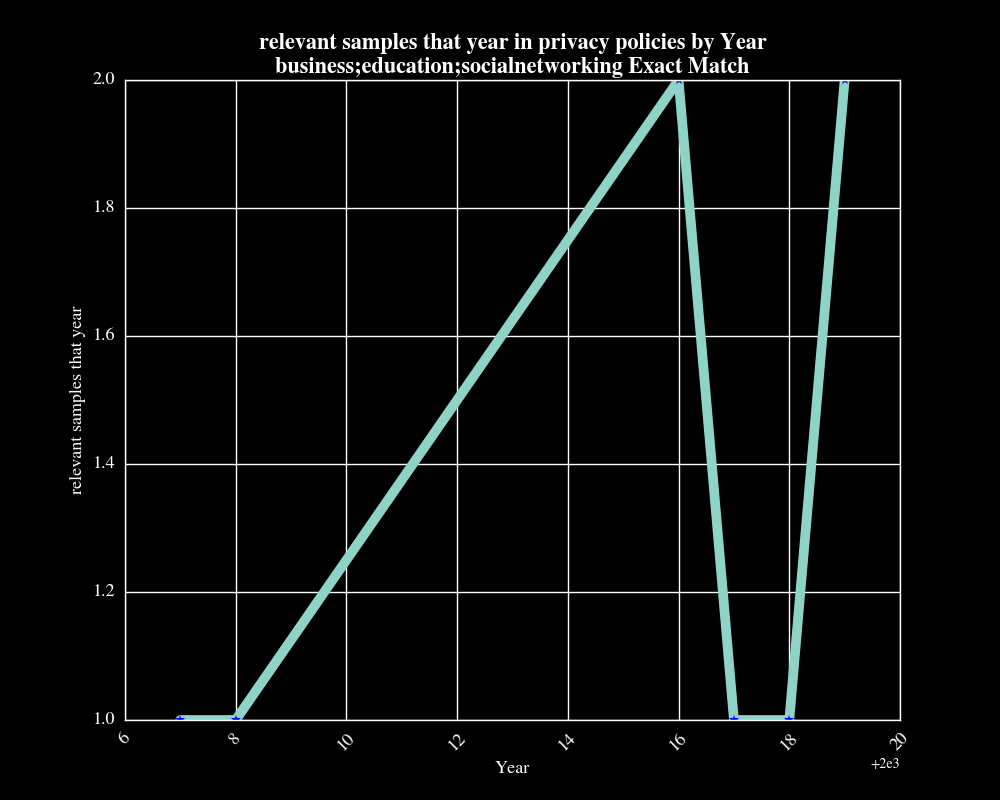 relevant samples that year in privacy policies by Year
business;education;socialnetworking Exact Match
2.0
1.8
1.6
1.4
1.2
1.0
relevant samples that year
6
8
10
12
14
16
18
20
Year
+2e3